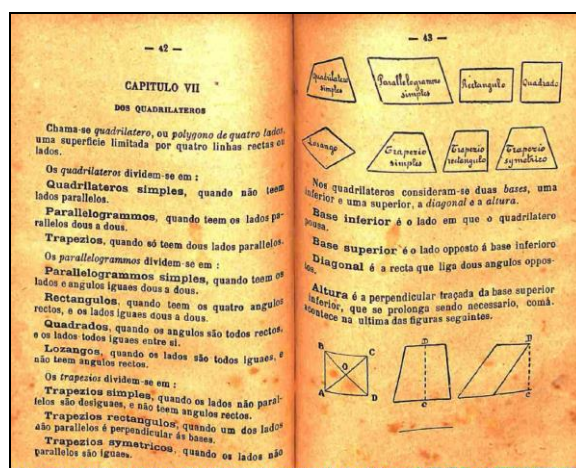 — 42 —
CAPITULO VII
DOS QUADRILATEROS
Chama-se quadrilatero, ou polygono de quatro lados,
uma superficie limitada por quatro linhas rectas ou
lados.
Os quadrilateros dividem-se em :
Quadrilateros simples, quando não teem
lados parallelos.
Parallelogrammos, quando teem os lados pa-
rallelos dous a dous.
Trapezios, quando só teem dous lados parallelos.
Os parallelogrammos dividem-se em :
Parallelogrammos simples, quando teem os
lados e angulos iguaes dous a dous.
Rectangulos, quando teem os quatro angulos
rectos, e os lados iguaes dous a dous.
Quadrados, quando os angulos são todos rectos,
e os lados todos iguaes entre si.
Lozangos, quando os lados são todos iguaes, e
não teem angulos rectos.
Os trapezios dividem-se em :
Trapezios simples, quando os lados não paral-
lelos são desiguaes, e não teem angulos rectos.
Trapezios rectangulos, quando um dos lados
não parallelos é perpendicular ás bases.
Trapezios symetricos, quando os lados não
parallelos são iguaes.
— 43 —
Quadrilatero simples
Parallelogrammo simples
Rectangulo
Quadrado
Lozango
Trapezio simples
Trapezio rectangulo
Trapezio symetrico
Nos quadrilateros consideram-se duas bases, uma
inferior e uma superior, a diagonal e a altura.
Base inferior é o lado em que o quadrilatero
pousa.
Base superior é o lado opposto á base inferior
Diagonal é a recta que liga dous angulos oppos-
tos.
Altura é a perpendicular traçada da base superior
á inferior, que se prolonga sendo necessario, como
acontece na ultima das figuras seguintes.
B
C
O
A
D
D
C
D
C